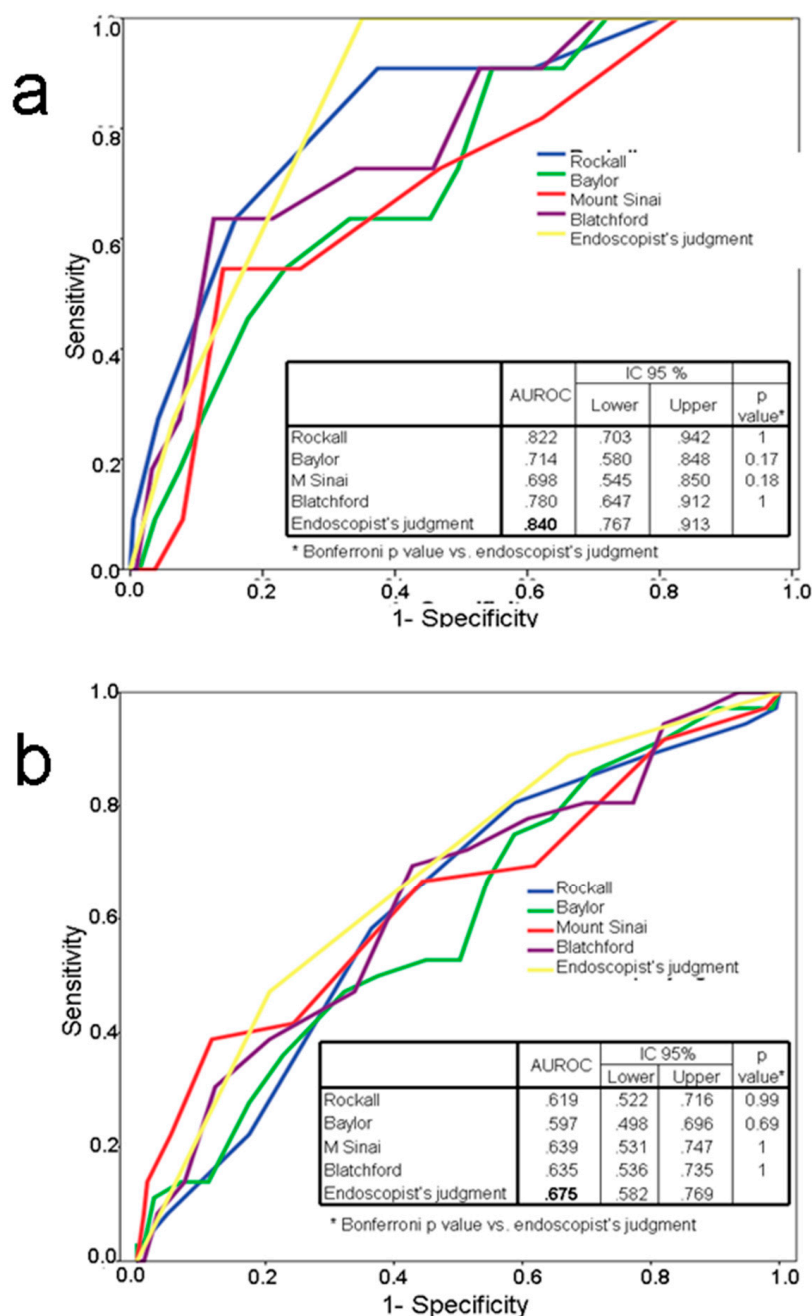 a
1.0
0.8
0.6
0.4
0.2
0.0
Sensitivity
Rockall
Baylor
Mount Sinai
Blatchford
Endoscopist's judgment
AUROC IC 95 % p value*
Lower Upper
Rockall .822 .703 .942 1
Baylor .714 .580 .848 0.17
M Sinai .698 .545 .850 0.18
Blatchford .780 .647 .912 1
Endoscopist's judgment .840 .767 .913
* Bonferroni p value vs. endoscopist's judgment
0.0 0.2 0.4 0.6 0.8 1.0
1- Specificity
b
1.0
0.8
0.6
0.4
0.2
0.0
Sensitivity
Rockall
Baylor
Mount Sinai
Blatchford
Endoscopist's judgment
AUROC IC 95% p value*
Lower Upper
Rockall .619 .522 .716 0.99
Baylor .597 .498 .696 0.69
M Sinai .639 .531 .747 1
Blatchford .635 .536 .735 1
Endoscopist's judgment .675 .582 .769
* Bonferroni p value vs. endoscopist's judgment
0.0 0.2 0.4 0.6 0.8 1.0
1- Specificity